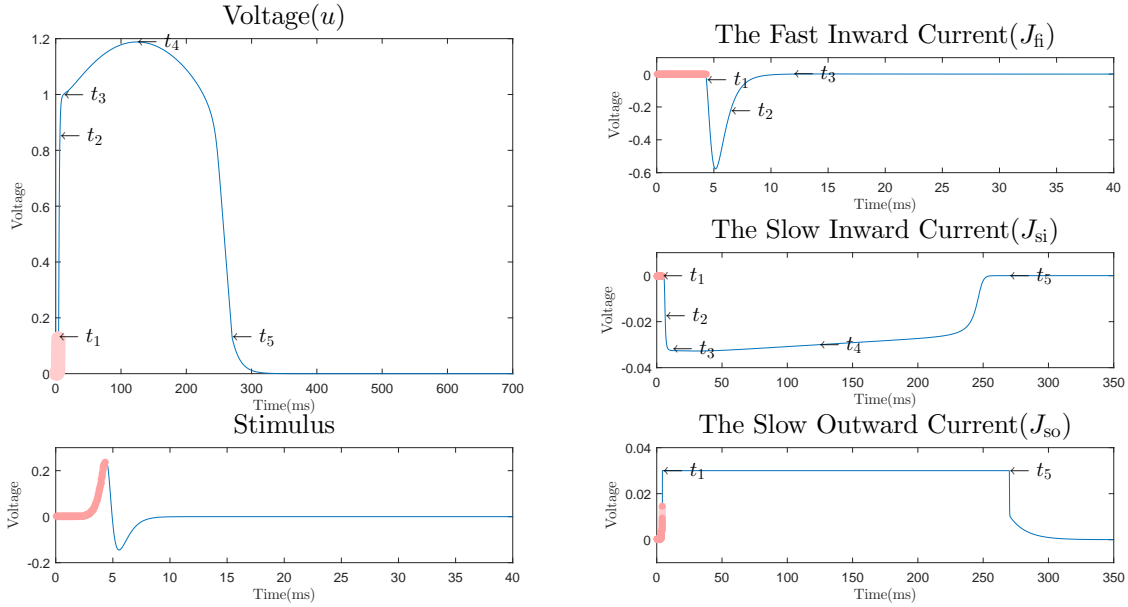 Voltage(u)
Voltage
1.2
1
0.8
0.6
0.4
0.2
0
← t4
← t3
← t2
← t1
← t5
0 100 200 300 400 500 600 700
Time(ms)
Stimulus
Voltage
0.2
0
-0.2
0 5 10 15 20 25 30 35 40
Time(ms)
The Fast Inward Current(Jfi)
Voltage
0
-0.2
-0.4
-0.6
← t1
← t2
← t3
0 5 10 15 20 25 30 35 40
Time(ms)
The Slow Inward Current(Jsi)
Voltage
0
-0.02
-0.04
← t1
← t2
← t3
← t4
← t5
0 50 100 150 200 250 300 350
Time(ms)
The Slow Outward Current(Jso)
Voltage
0.04
0.02
0
← t1
← t5
0 50 100 150 200 250 300 350
Time(ms)